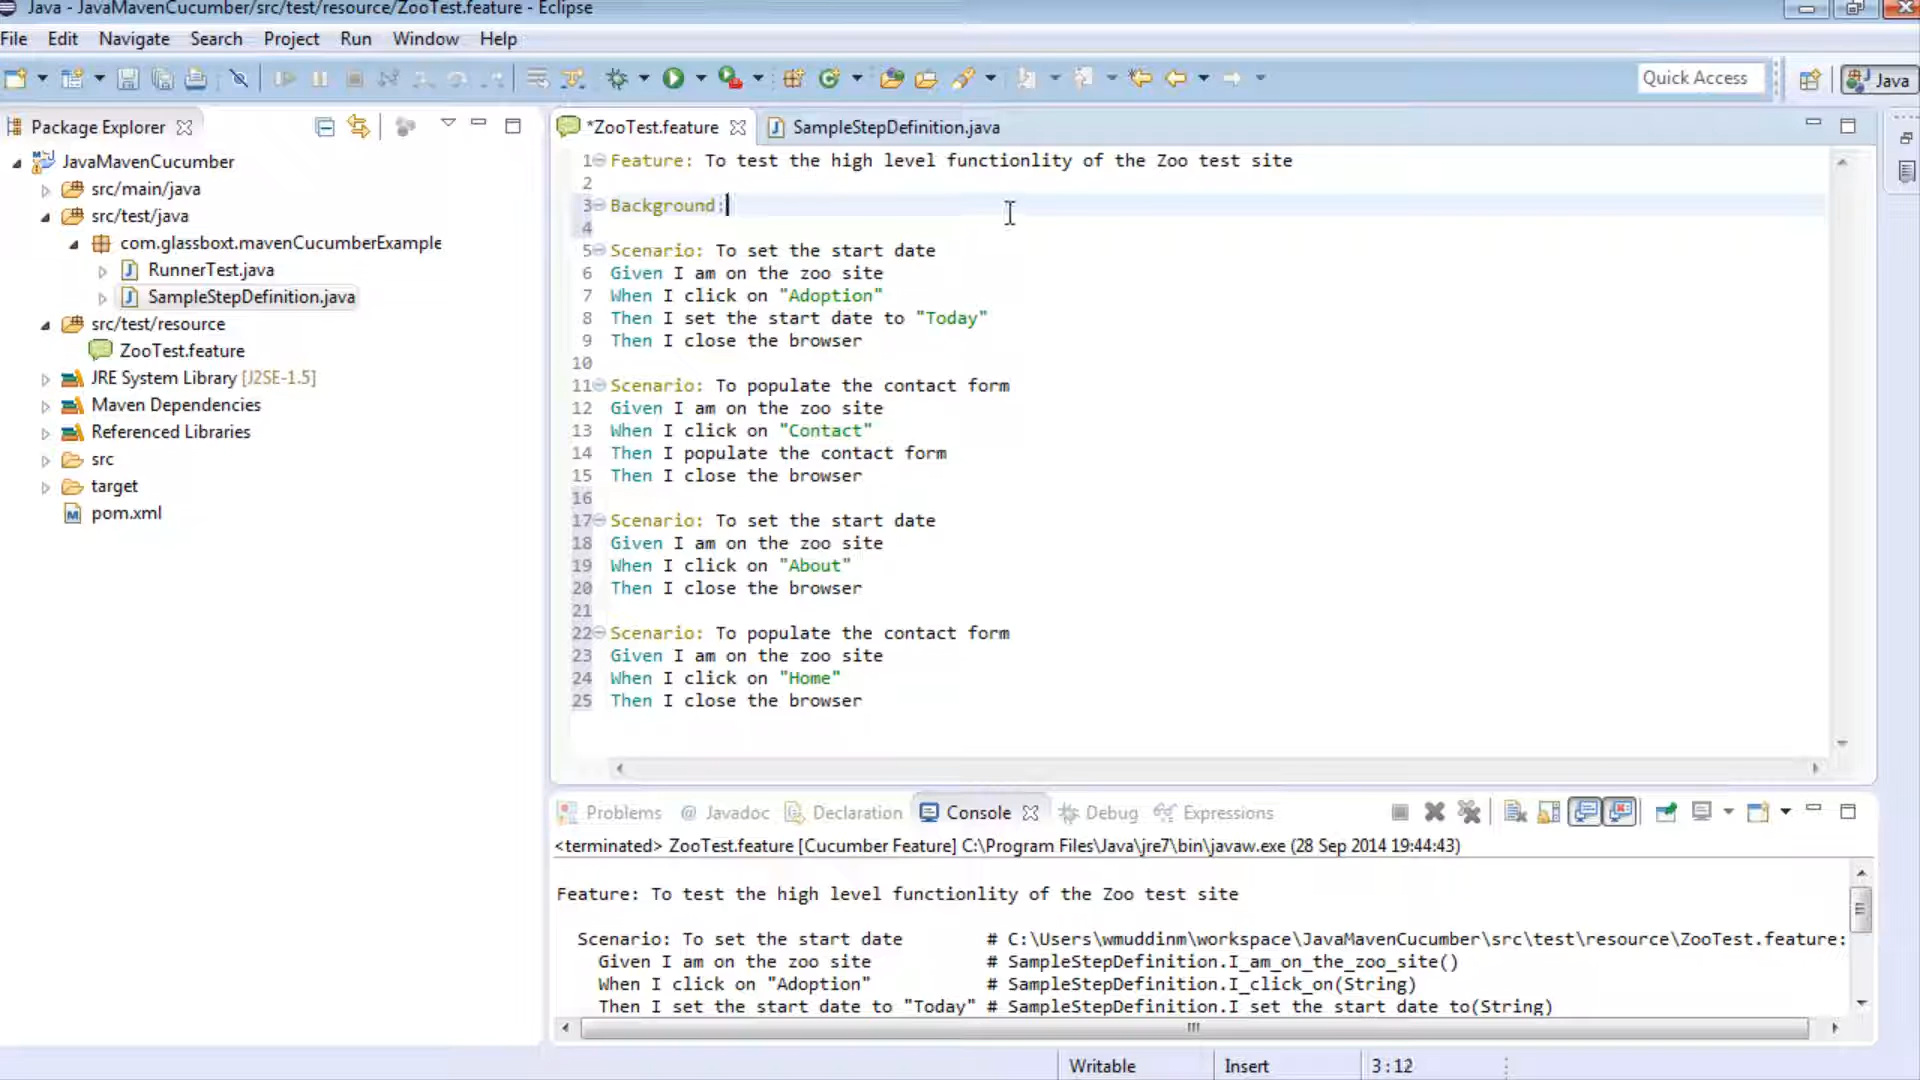 Java - JavaMavenCucumber/src/test/resource/ZooTest.feature - Eclipse
File Edit Navigate Search Project Run Window Help
Quick Access
Java
Package Explorer
*ZooTest.feature
SampleStepDefinition.java
JavaMavenCucumber
src/main/java
src/test/java
com.glassboxt.mavenCucumberExample
RunnerTest.java
SampleStepDefinition.java
src/test/resource
ZooTest.feature
JRE System Library [J2SE-1.5]
Maven Dependencies
Referenced Libraries
src
target
pom.xml
1 Feature: To test the high level functionlity of the Zoo test site
2
3 Background:
4
5 Scenario: To set the start date
6 Given I am on the zoo site
7 When I click on "Adoption"
8 Then I set the start date to "Today"
9 Then I close the browser
10
11 Scenario: To populate the contact form
12 Given I am on the zoo site
13 When I click on "Contact"
14 Then I populate the contact form
15 Then I close the browser
16
17 Scenario: To set the start date
18 Given I am on the zoo site
19 When I click on "About"
20 Then I close the browser
21
22 Scenario: To populate the contact form
23 Given I am on the zoo site
24 When I click on "Home"
25 Then I close the browser
Problems @ Javadoc Declaration Console Debug Expressions
<terminated> ZooTest.feature [Cucumber Feature] C:\Program Files\Java\jre7\bin\javaw.exe (28 Sep 2014 19:44:43)
Feature: To test the high level functionlity of the Zoo test site
Scenario: To set the start date # C:\Users\wmuddinm\workspace\JavaMavenCucumber\src\test\resource\ZooTest.feature:
Given I am on the zoo site # SampleStepDefinition.I_am_on_the_zoo_site()
When I click on "Adoption" # SampleStepDefinition.I_click_on(String)
Then I set the start date to "Today" # SampleStepDefinition.I set the start date to(String)
Writable Insert 3 : 12